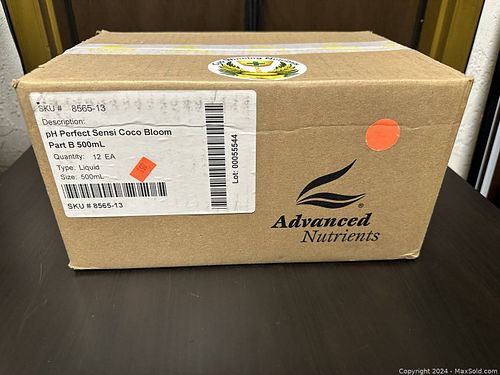 SKU # 8565-13
Description:
pH Perfect Sensi Coco Bloom
Part B 500mL
Quantity: 12 EA
Type: Liquid
Size: 500mL
SKU # 8565-13
Lot: 00055544
Advanced
Nutrients
®
Copyright 2024 - MaxSold.com